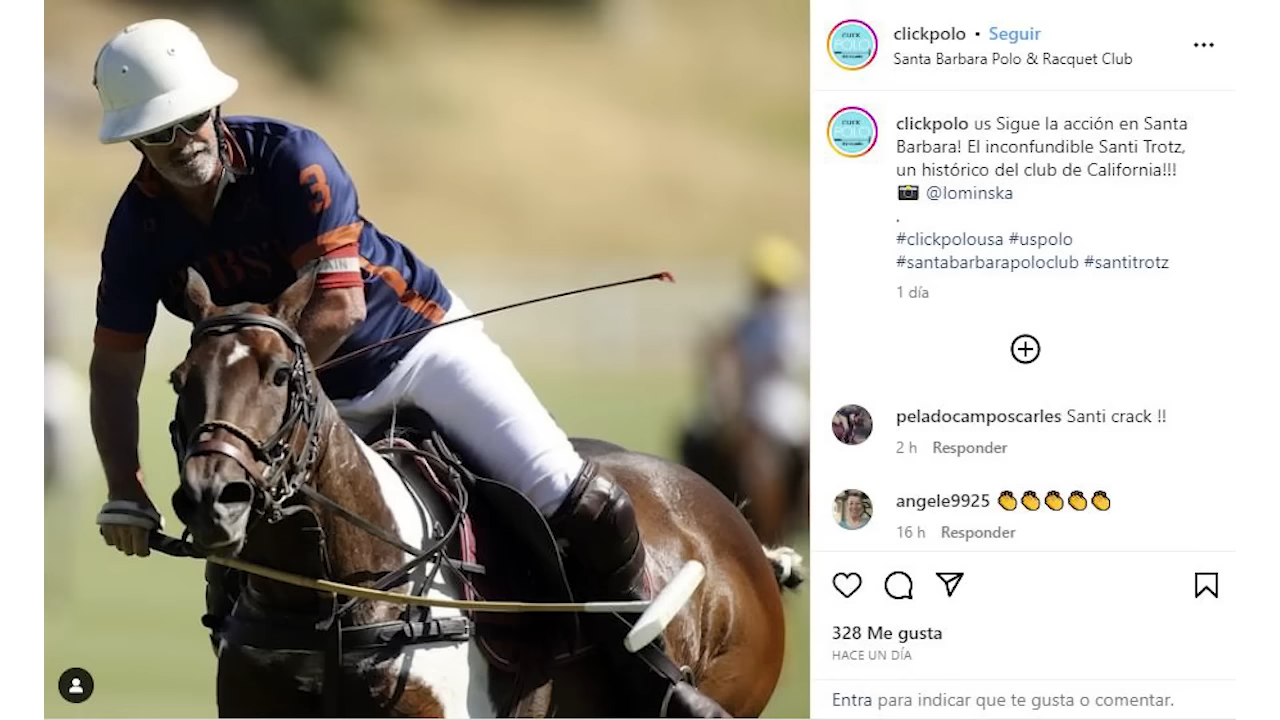 clickpolo • Seguir
Santa Barbara Polo & Racquet Club
clickpolo us Sigue la acción en Santa
Barbara! El inconfundible Santi Trotz,
un histórico del club de California!!!
📷 @lominska
.
#clickpolousa #uspolo
#santabarbarapoloclub #santitrotz
1 día
peladocamposcarles Santi crack !!
2 h Responder
angele9925 👏👏👏👏👏
16 h Responder
328 Me gusta
HACE UN DÍA
Entra para indicar que te gusta o comentar.
3